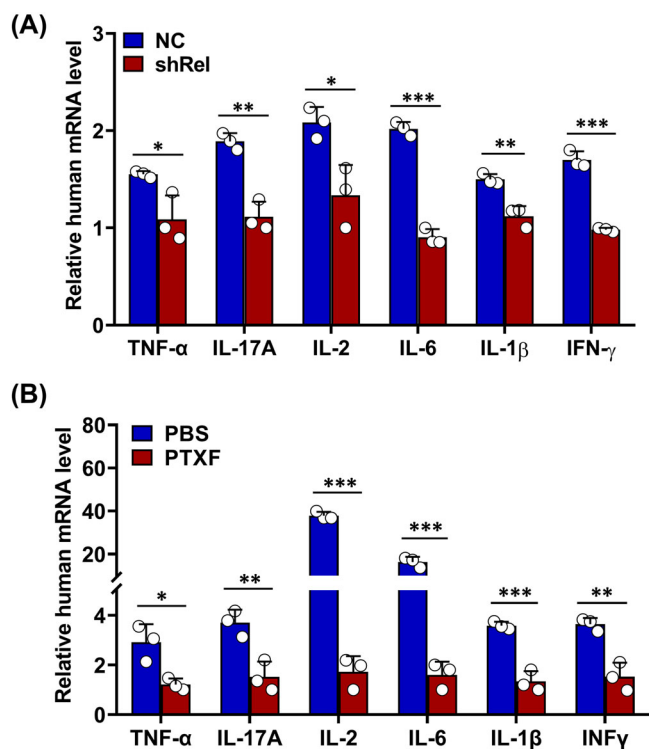 (A)
NC
shRel
Relative human mRNA level
3
2
1
0
* ** * *** ** ***
TNF-α IL-17A IL-2 IL-6 IL-1β IFN-γ
(B)
PBS
PTXF
Relative human mRNA level
80
60
40
20
4
2
0
* ** *** *** *** **
TNF-α IL-17A IL-2 IL-6 IL-1β INFγ